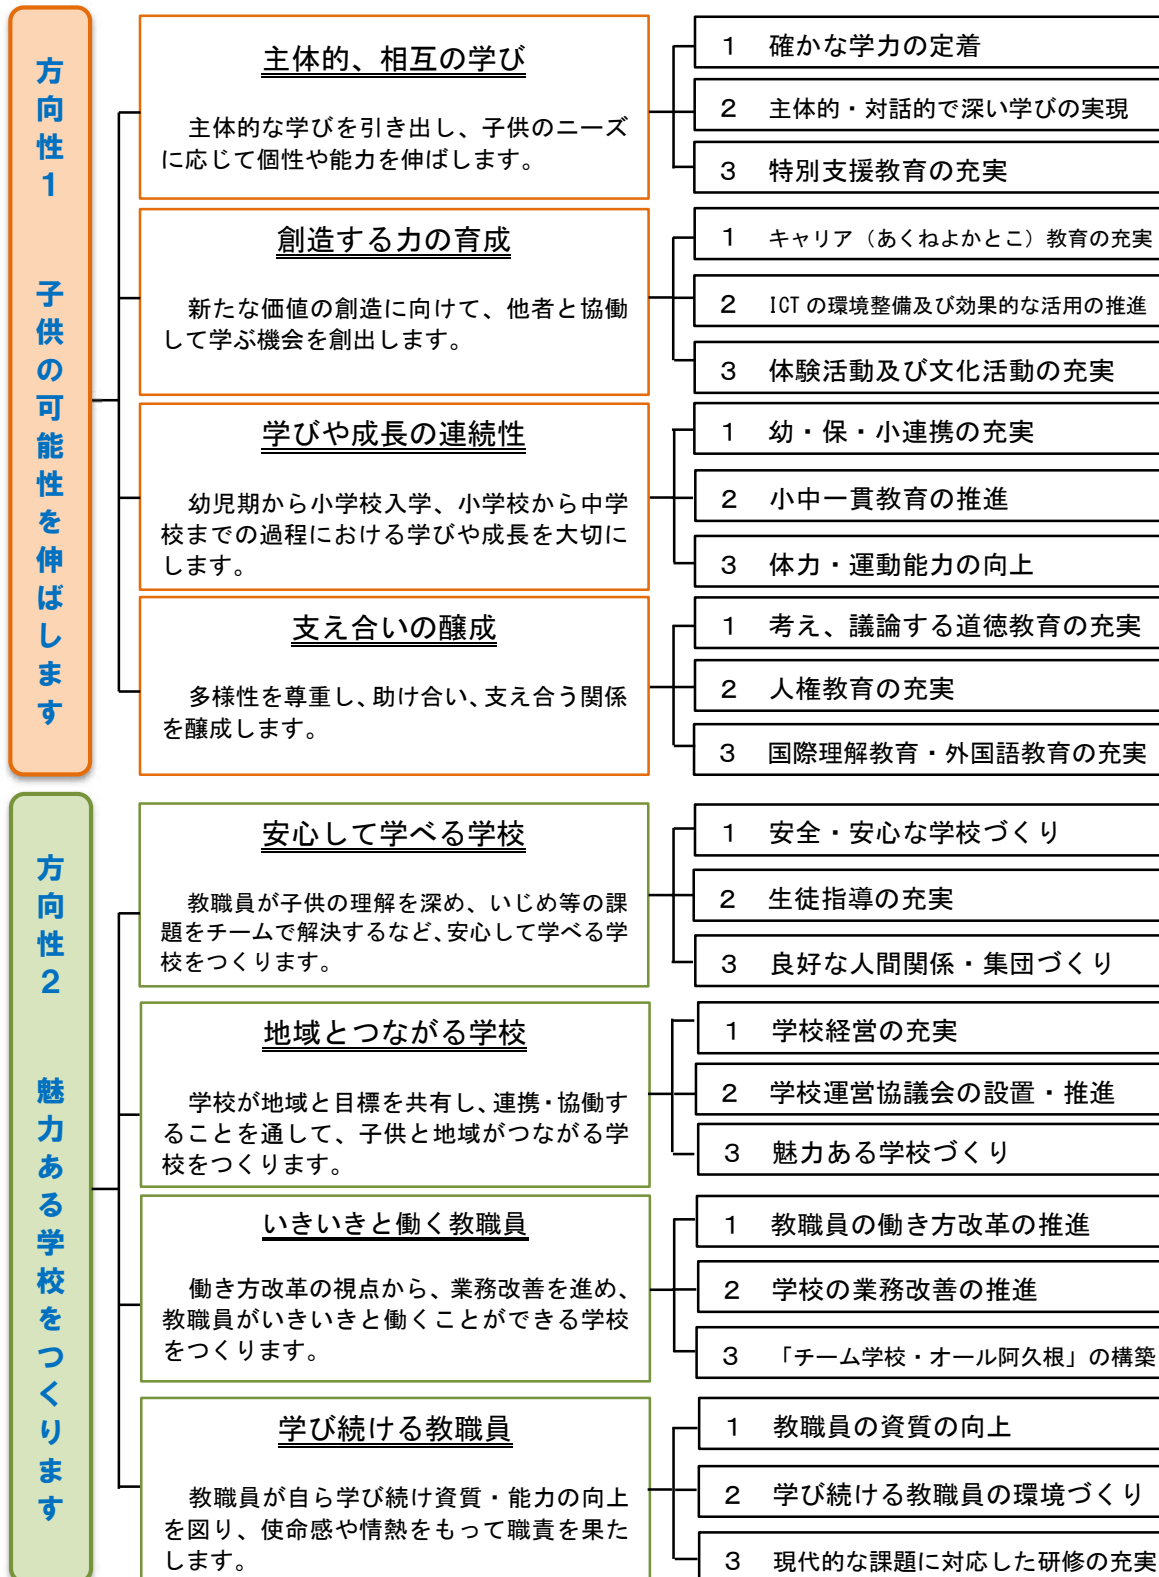 方向性1　子供の可能性を伸ばします
主体的、相互の学び
主体的な学びを引き出し、子供のニーズ
に応じて個性や能力を伸ばします。
1　確かな学力の定着
2　主体的・対話的で深い学びの実現
3　特別支援教育の充実
創造する力の育成
新たな価値の創造に向けて、他者と協働
して学ぶ機会を創出します。
1　キャリア（あくねよかとこ）教育の充実
2　ICTの環境整備及び効果的な活用の推進
3　体験活動及び文化活動の充実
学びや成長の連続性
幼児期から小学校入学、小学校から中学
校までの過程における学びや成長を大切に
します。
1　幼・保・小連携の充実
2　小中一貫教育の推進
3　体力・運動能力の向上
支え合いの醸成
多様性を尊重し、助け合い、支え合う関係
を醸成します。
1　考え、議論する道徳教育の充実
2　人権教育の充実
3　国際理解教育・外国語教育の充実
方向性2　魅力ある学校をつくります
安心して学べる学校
教職員が子供の理解を深め、いじめ等の課
題をチームで解決するなど、安心して学べる学
校をつくります。
1　安全・安心な学校づくり
2　生徒指導の充実
3　良好な人間関係・集団づくり
地域とつながる学校
学校が地域と目標を共有し、連携・協働す
ることを通して、子供と地域がつながる学
校をつくります。
1　学校経営の充実
2　学校運営協議会の設置・推進
3　魅力ある学校づくり
いきいきと働く教職員
働き方改革の視点から、業務改善を進め、
教職員がいきいきと働くことができる学校
をつくります。
1　教職員の働き方改革の推進
2　学校の業務改善の推進
3　「チーム学校・オール阿久根」の構築
学び続ける教職員
教職員が自ら学び続け資質・能力の向上
を図り、使命感や情熱をもって職責を果た
します。
1　教職員の資質の向上
2　学び続ける教職員の環境づくり
3　現代的な課題に対応した研修の充実